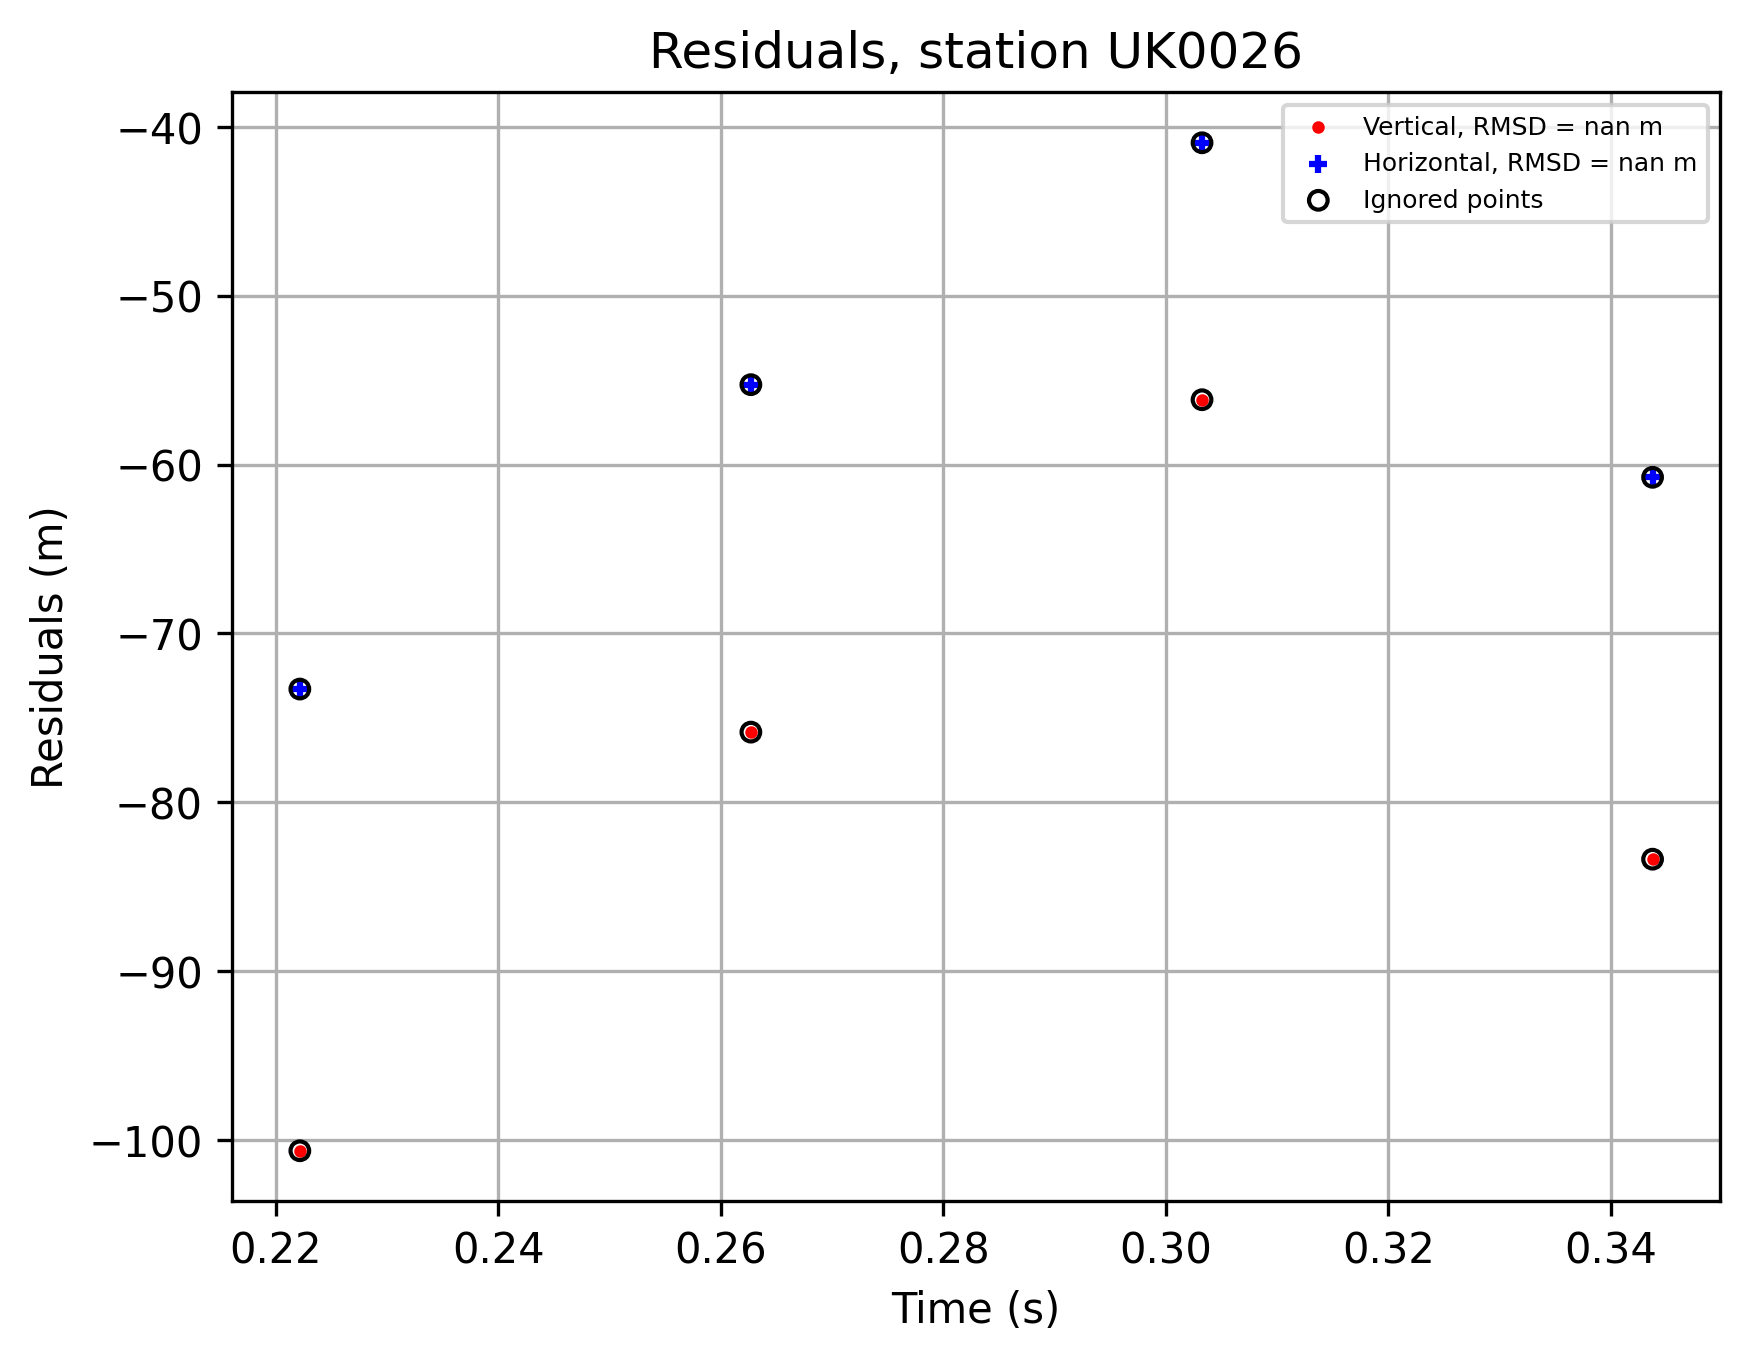 Residuals, station UK0026
Vertical, RMSD = nan m
Horizontal, RMSD = nan m
Ignored points
Residuals (m)
−40
−50
−60
−70
−80
−90
−100
0.22 0.24 0.26 0.28 0.30 0.32 0.34
Time (s)